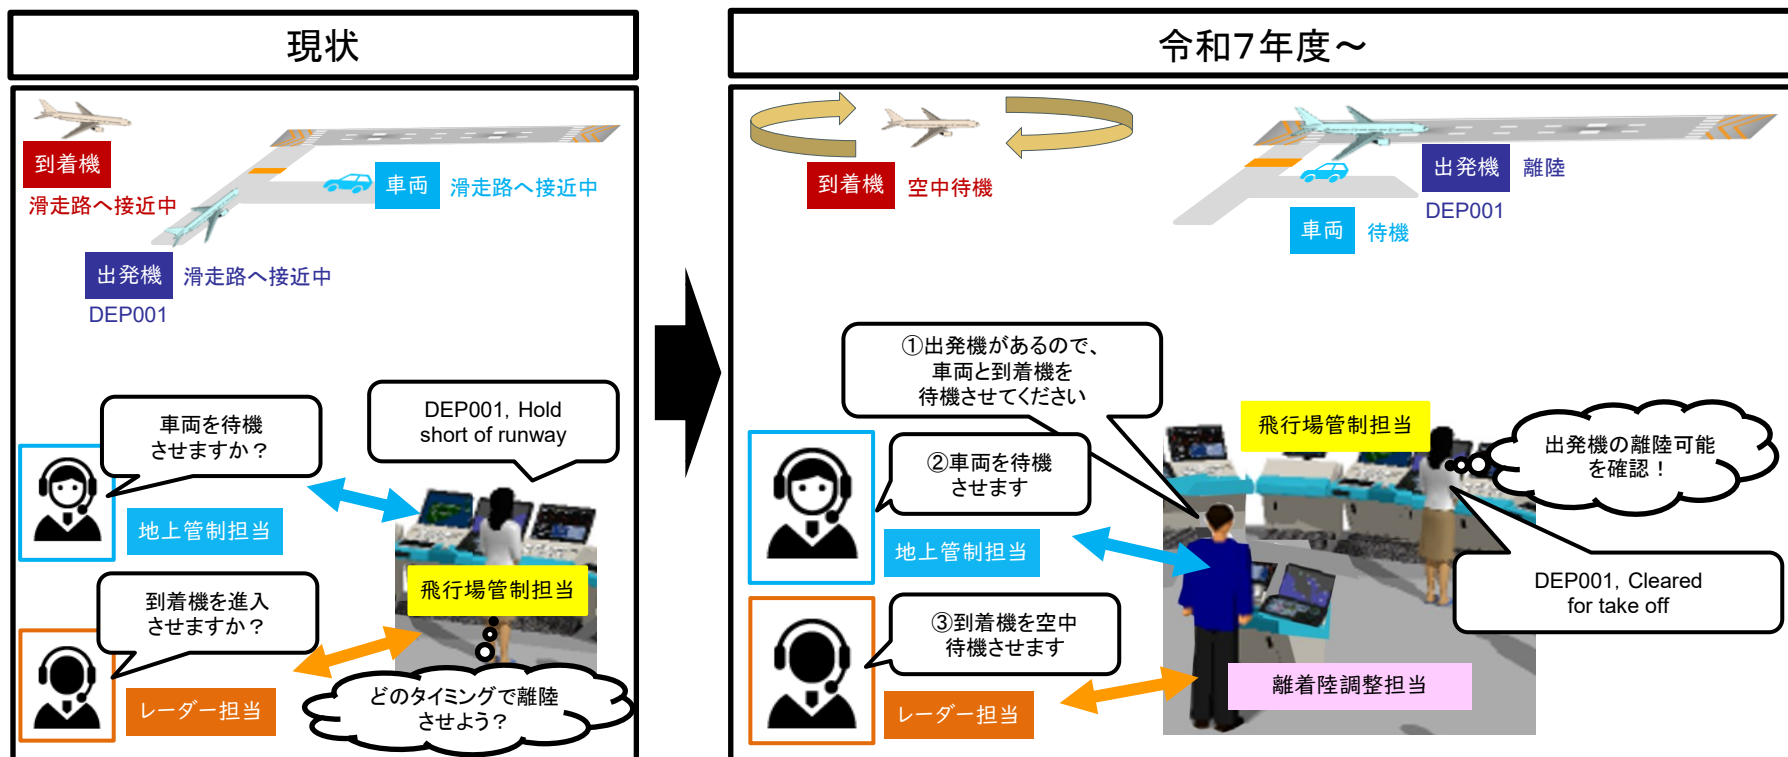 現状
到着機
滑走路へ接近中
車両 滑走路へ接近中
出発機 滑走路へ接近中
DEP001
車両を待機
させますか？
DEP001, Hold
short of runway
地上管制担当
到着機を進入
させますか？
飛行場管制担当
レーダー担当
どのタイミングで離陸
させよう？
令和7年度～
到着機 空中待機
出発機 離陸
DEP001
車両 待機
①出発機があるので、
車両と到着機を
待機させてください
飛行場管制担当
出発機の離陸可能
を確認！
②車両を待機
させます
地上管制担当
DEP001, Cleared
for take off
③到着機を空中
待機させます
離着陸調整担当
レーダー担当